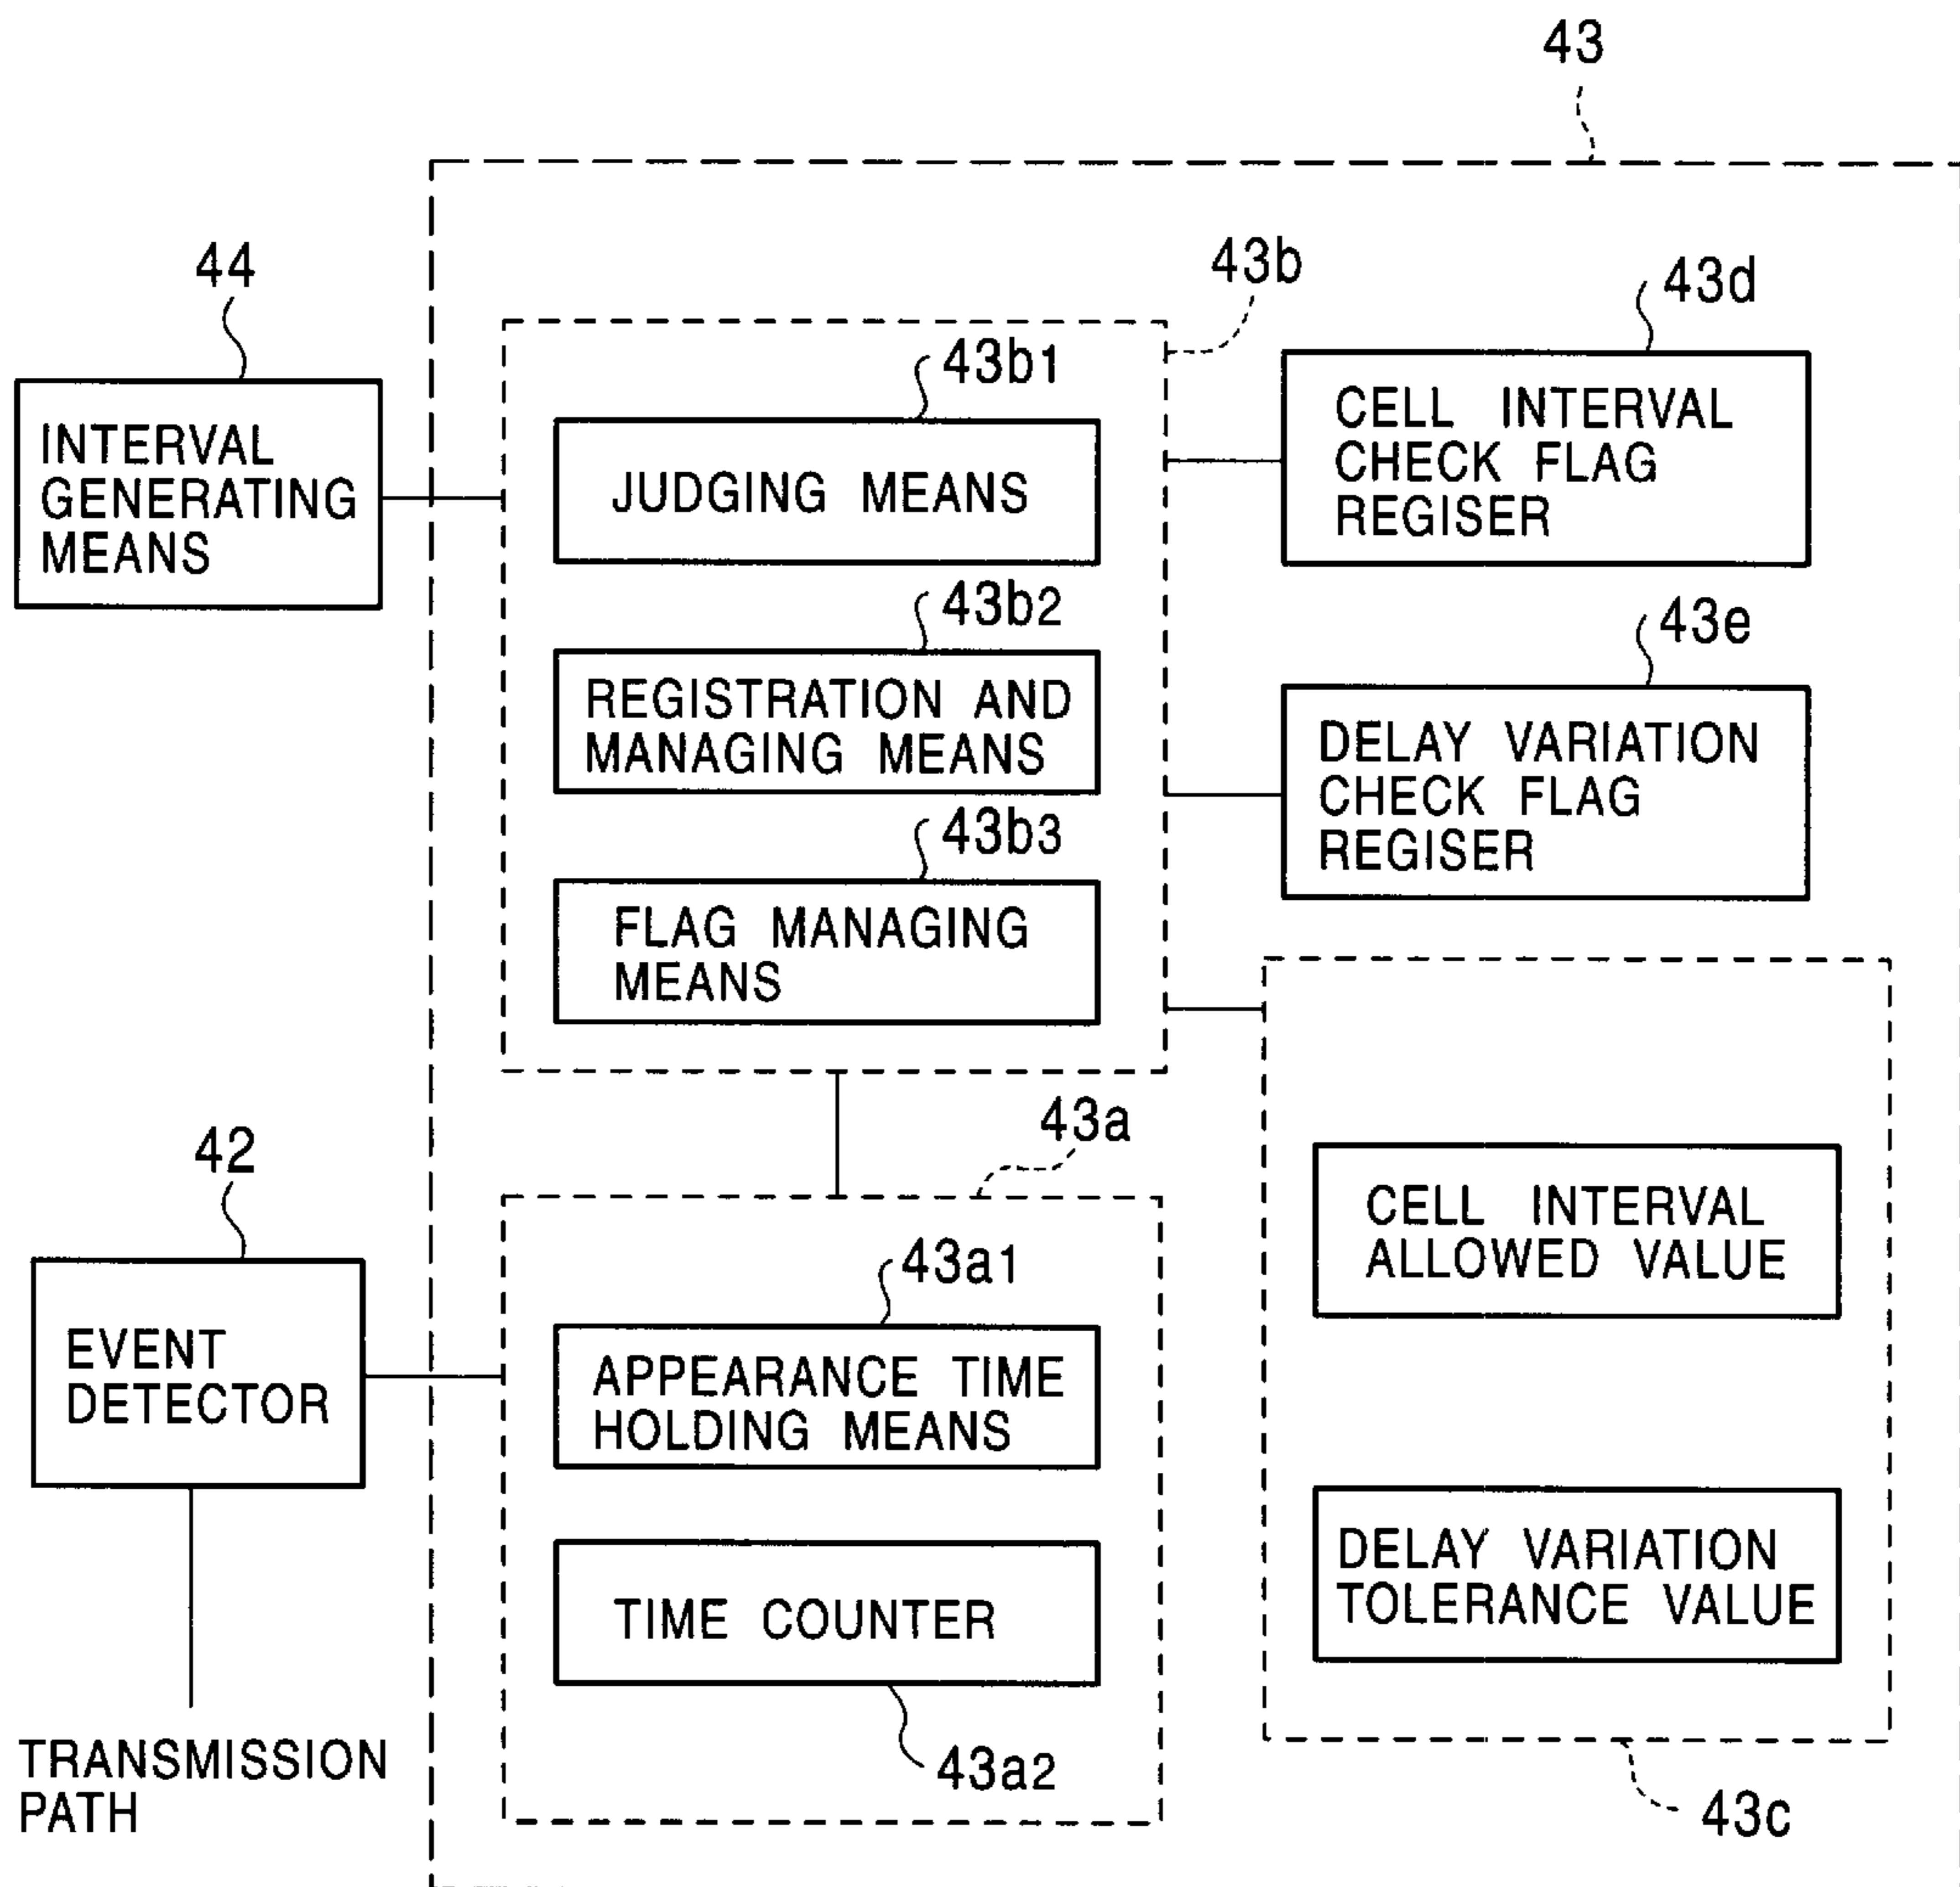 43
44
43b
43d
43b1
INTERVAL
GENERATING
MEANS
JUDGING MEANS
CELL INTERVAL
CHECK FLAG
REGISER
43b2
43e
REGISTRATION AND
MANAGING MEANS
DELAY VARIATION
CHECK FLAG
REGISER
43b3
FLAG MANAGING
MEANS
43a
42
CELL INTERVAL
ALLOWED VALUE
43a1
EVENT
DETECTOR
APPEARANCE TIME
HOLDING MEANS
DELAY VARIATION
TOLERANCE VALUE
TIME COUNTER
TRANSMISSION
PATH
43a2
43c